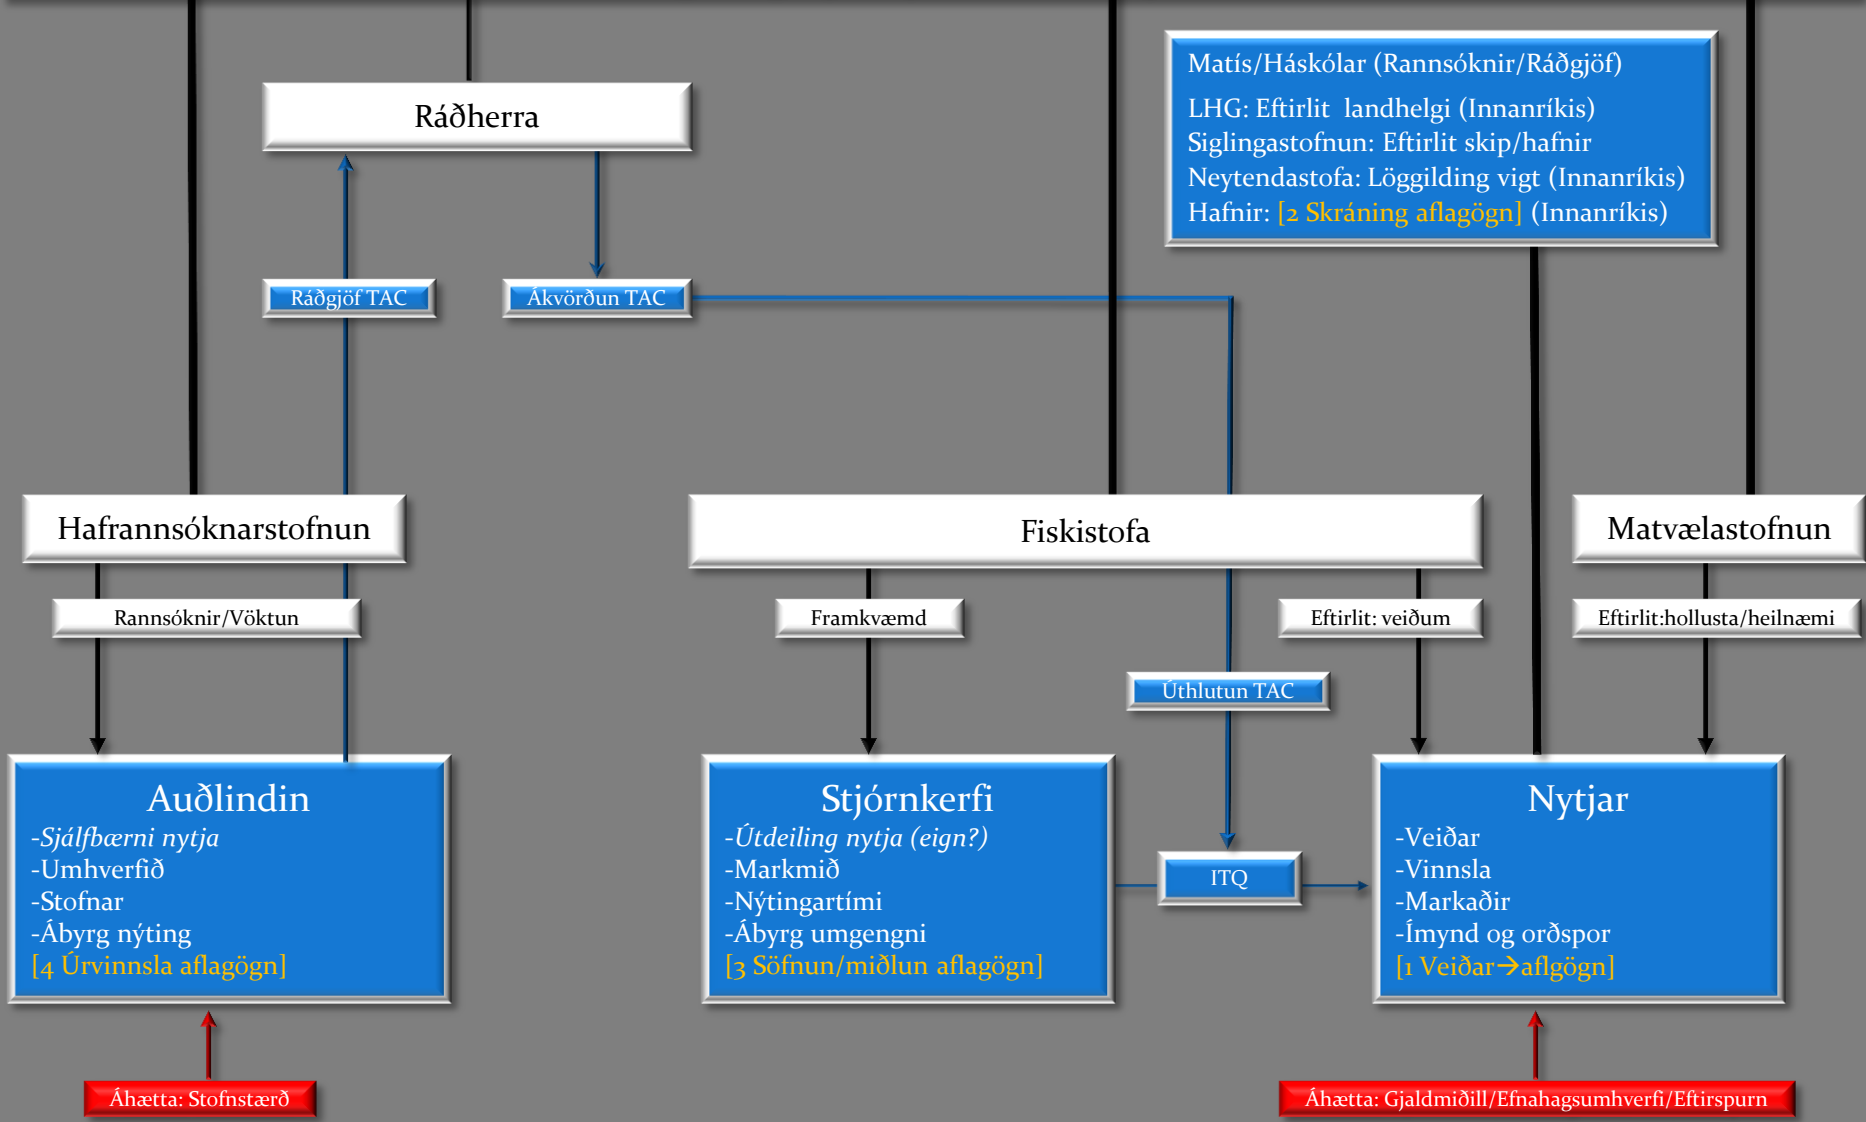 Matís/Háskólar (Rannsóknir/Ráðgjöf)
LHG: Eftirlit landhelgi (Innanríkis)
Siglingastofnun: Eftirlit skip/hafnir
Neytendastofa: Löggilding vigt (Innanríkis)
Hafnir: [2 Skráning aflagögn] (Innanríkis)
Ráðherra
Ráðgjöf TAC
Ákvörðun TAC
Hafrannsóknarstofnun
Fiskistofa
Matvælastofnun
Rannsóknir/Vöktun
Framkvæmd
Eftirlit: veiðum
Eftirlit:hollusta/heilnæmi
Úthlutun TAC
Auðlindin
-Sjálfbærni nytja
-Umhverfið
-Stofnar
-Ábyrg nýting
[4 Úrvinnsla aflagögn]
Stjórnkerfi
-Útdeiling nytja (eign?)
-Markmið
-Nýtingartími
-Ábyrg umgengni
[3 Söfnun/miðlun aflagögn]
ITQ
Nytjar
-Veiðar
-Vinnsla
-Markaðir
-Ímynd og orðspor
[1 Veiðar→aflgögn]
Áhætta: Stofnstærð
Áhætta: Gjaldmiðill/Efnahagsumhverfi/Eftirspurn